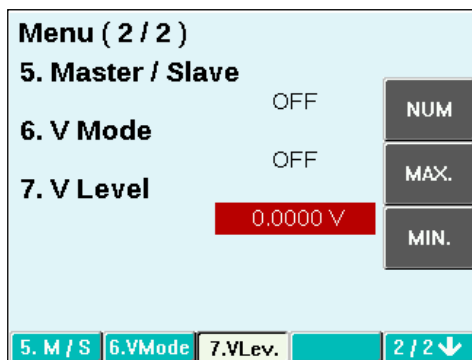 Menu ( 2 / 2 )
5. Master / Slave
OFF
NUM
6. V Mode
OFF
MAX.
7. V Level
0.0000 V
MIN.
5. M / S 6.VMode 7.VLev. 2 / 2